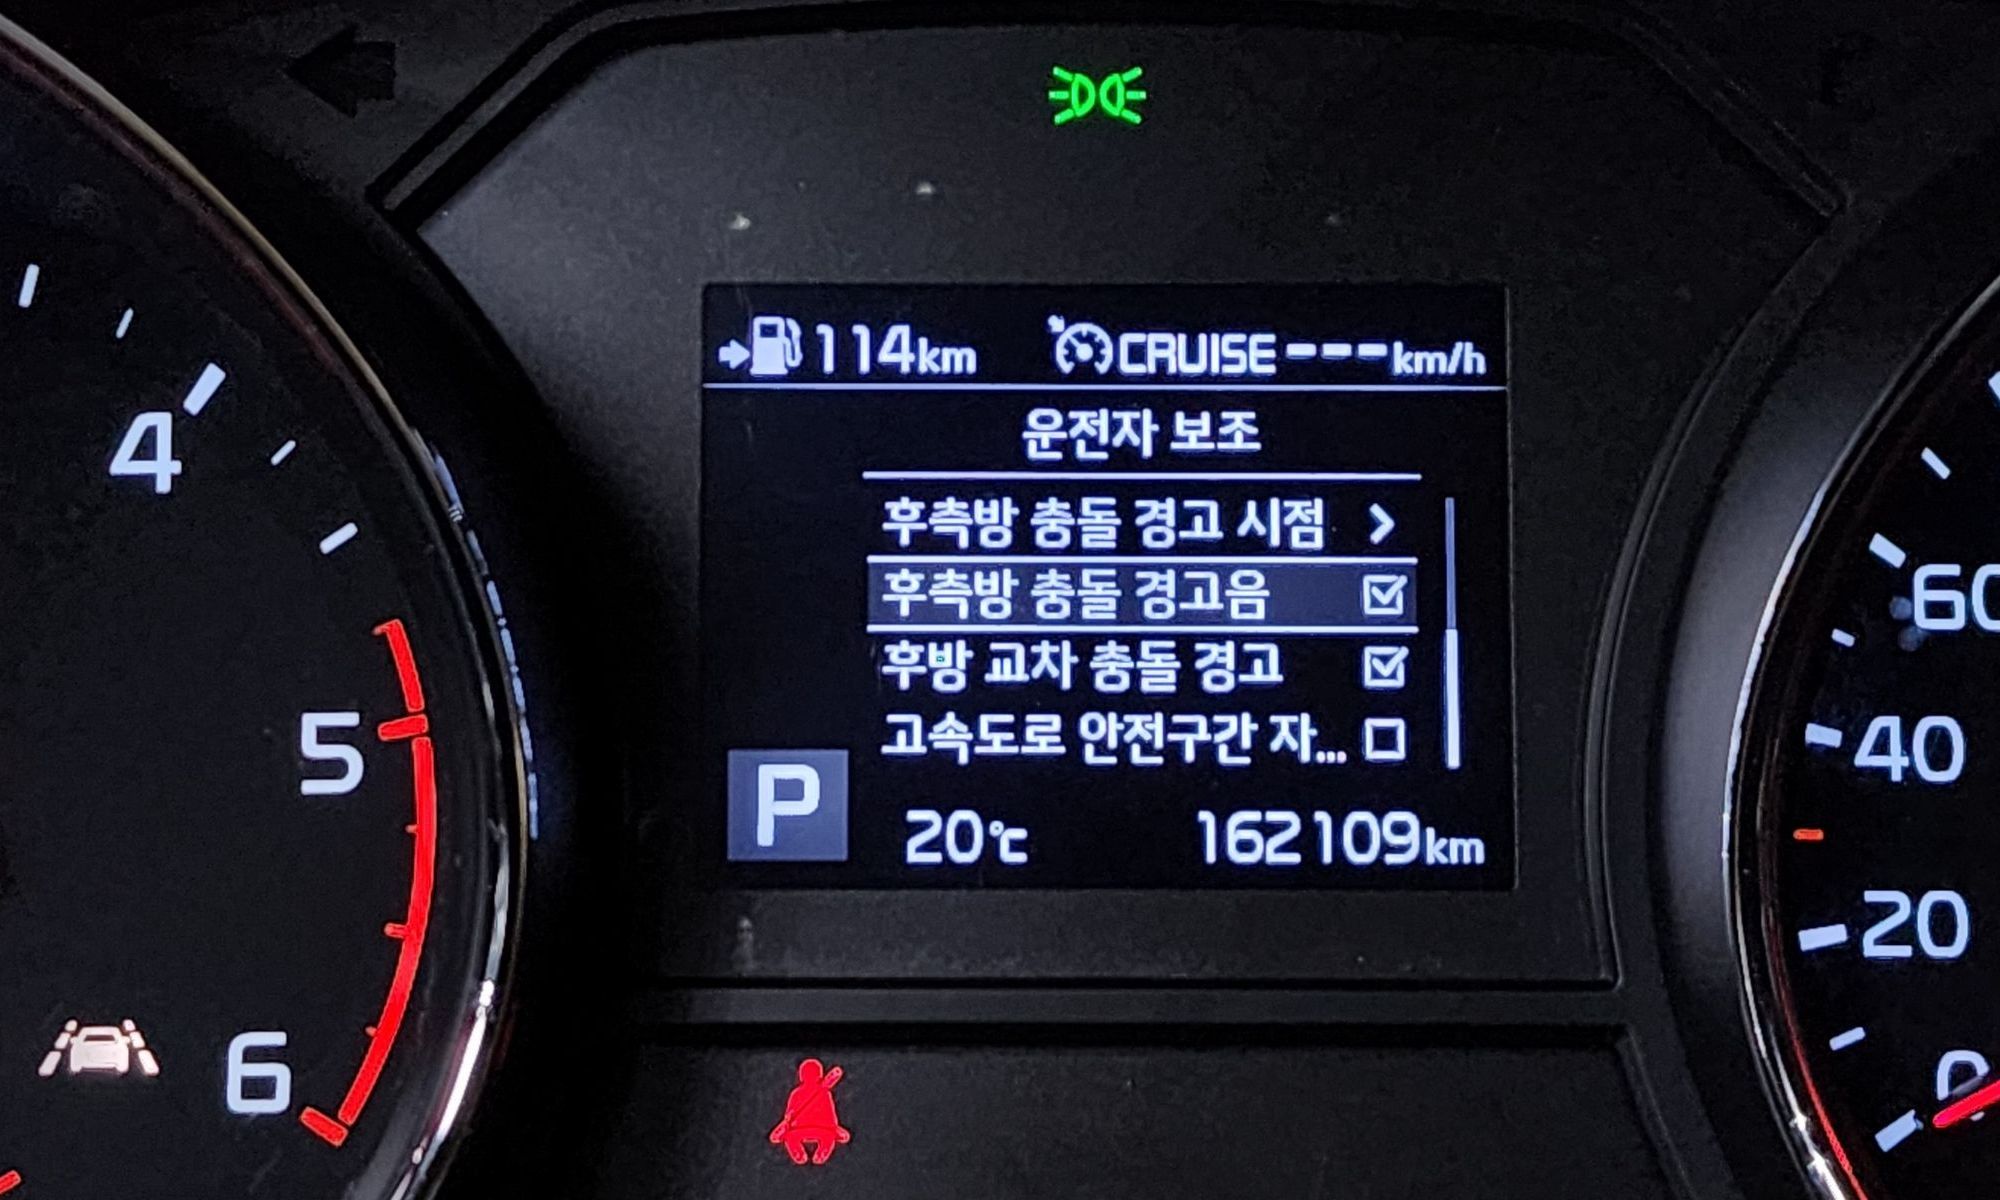 114km CRUISE ---km/h
운전자 보조
후측방 충돌 경고 시점
후측방 충돌 경고음
후방 교차 충돌 경고
고속도로 안전구간 자...
P
20℃ 162109km
4
5
6
60
40
20
0